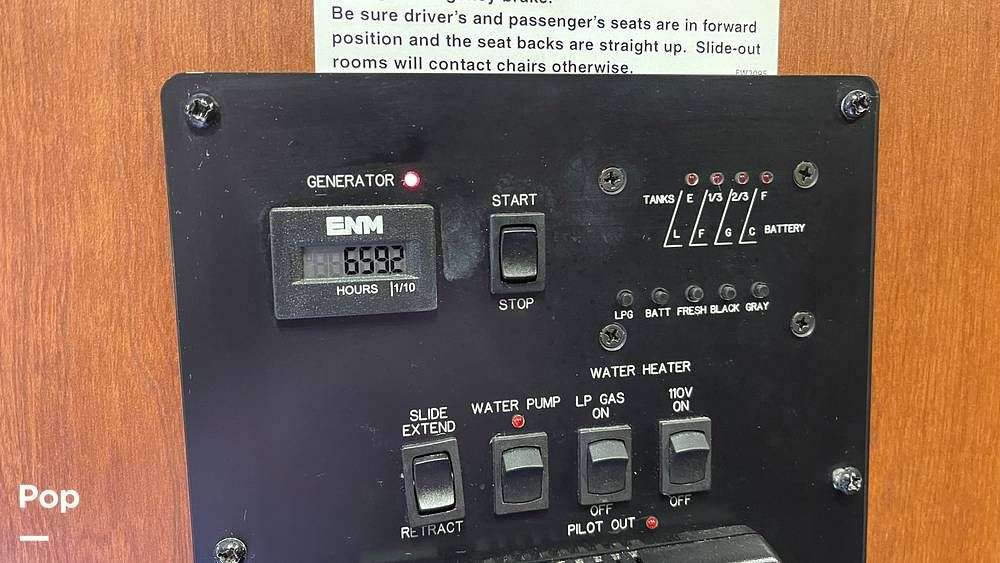 Be sure driver's and passenger's seats are in forward
position and the seat backs are straight up. Slide-out
rooms will contact chairs otherwise.
GENERATOR
ENM
659.2
HOURS 1/10
START
STOP
TANKS E 1/3 2/3 F
L F G C BATTERY
LPG BATT FRESH BLACK GRAY
WATER HEATER
SLIDE
EXTEND
RETRACT
WATER PUMP
LP GAS
ON
OFF
PILOT OUT
110V
ON
OFF
Pop